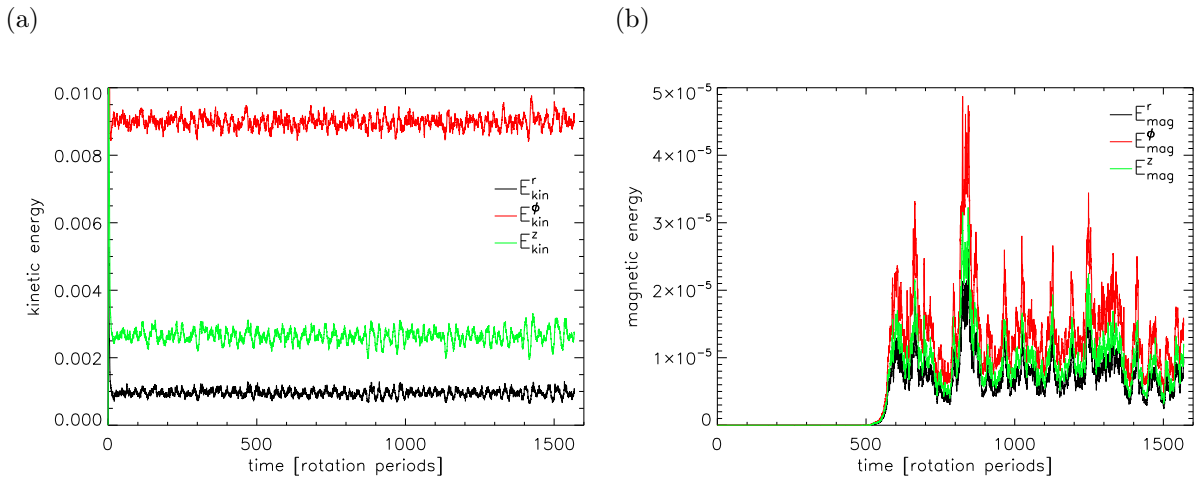 (a)
(b)
kinetic energy
0.010
0.008
0.006
0.004
0.002
0.000
E^r_kin
E^ϕ_kin
E^z_kin
0
500
1000
1500
time [rotation periods]
magnetic energy
5×10⁻⁵
4×10⁻⁵
3×10⁻⁵
2×10⁻⁵
1×10⁻⁵
0
E^r_mag
E^ϕ_mag
E^z_mag
0
500
1000
1500
time [rotation periods]